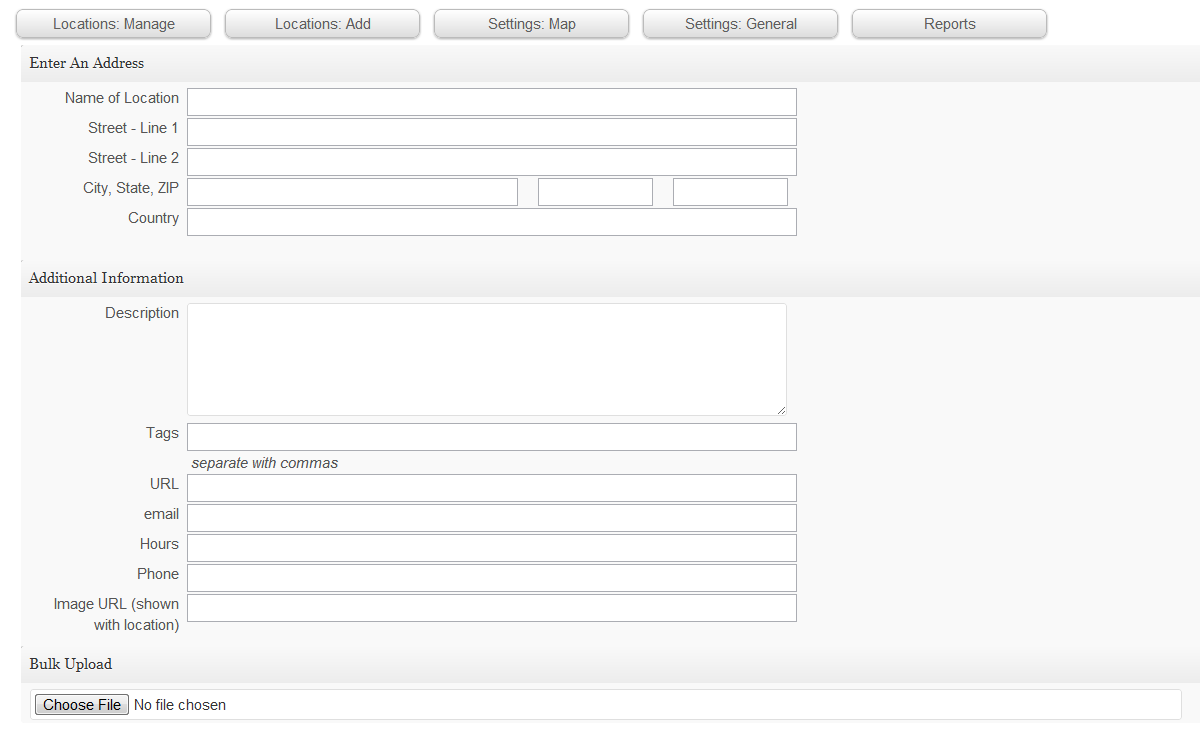 Locations: Manage Locations: Add Settings: Map Settings: General Reports
Enter An Address
Name of Location
Street - Line 1
Street - Line 2
City, State, ZIP
Country
Additional Information
Description
Tags
separate with commas
URL
email
Hours
Phone
Image URL (shown
with location)
Bulk Upload
Choose File No file chosen